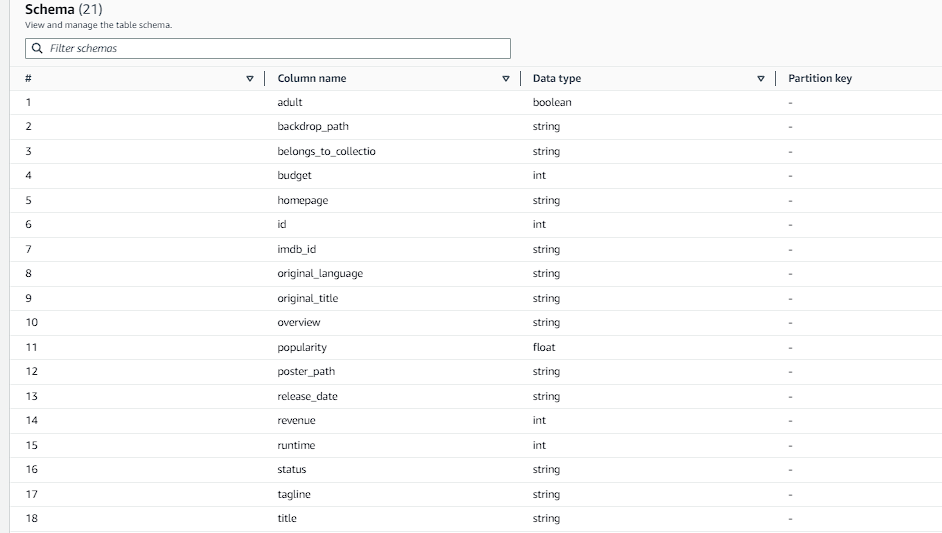 Schema (21)
View and manage the table schema.
Filter schemas
# Column name Data type Partition key
1 adult boolean -
2 backdrop_path string -
3 belongs_to_collectio string -
4 budget int -
5 homepage string -
6 id int -
7 imdb_id string -
8 original_language string -
9 original_title string -
10 overview string -
11 popularity float -
12 poster_path string -
13 release_date string -
14 revenue int -
15 runtime int -
16 status string -
17 tagline string -
18 title string -